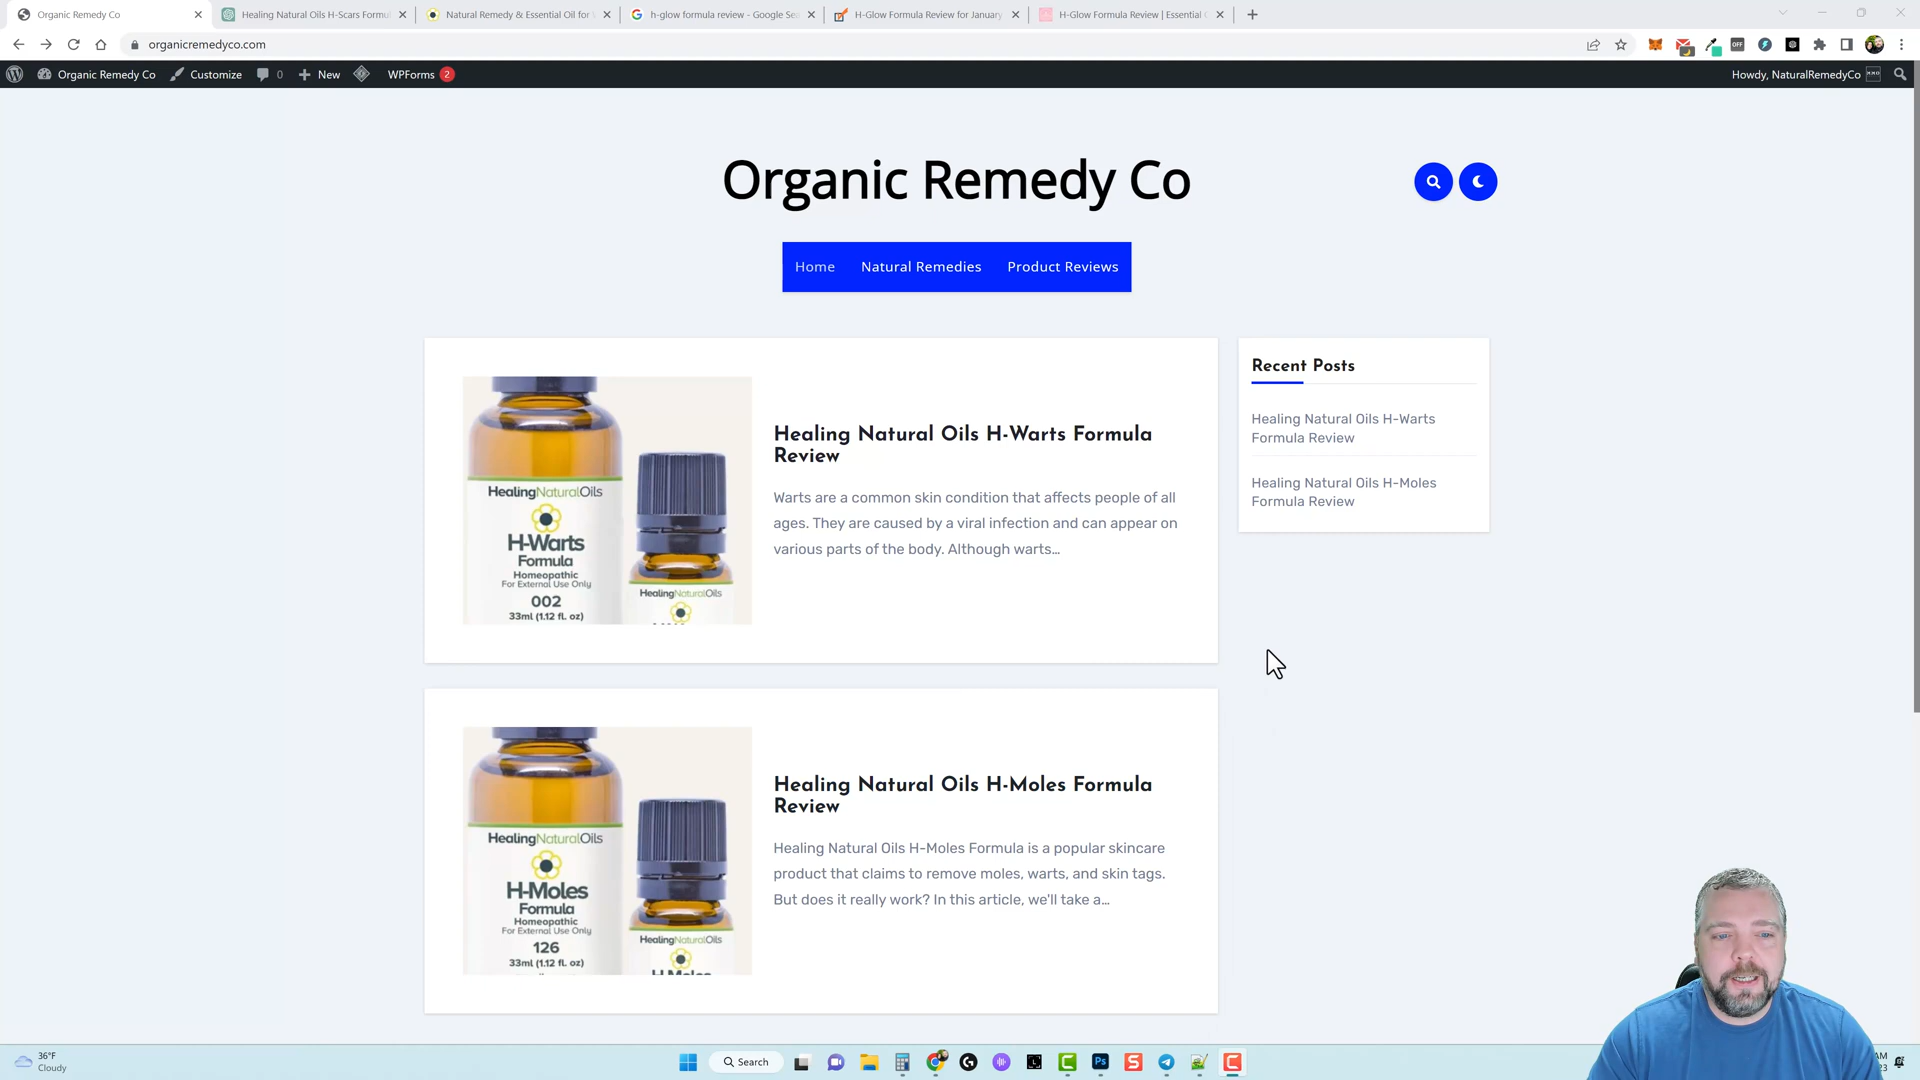 Organic Remedy Co
Healing Natural Oils H-Scars Formu
Natural Remedy & Essential Oil for
h-glow formula review - Google Sea
H-Glow Formula Review for January
H-Glow Formula Review | Essential
organicremedyco.com
OFF
Organic Remedy Co
Customize
0
New
WPForms 2
Howdy, NaturalRemedyCo
Organic Remedy Co
Home Natural Remedies Product Reviews
HealingNaturalOils
H-Warts
Formula
Homeopathic
For External Use Only
002
33ml (1.12 fl. oz)
HealingNaturalOils
Healing Natural Oils H-Warts Formula
Review
Warts are a common skin condition that affects people of all
ages. They are caused by a viral infection and can appear on
various parts of the body. Although warts…
Recent Posts
Healing Natural Oils H-Warts
Formula Review
Healing Natural Oils H-Moles
Formula Review
HealingNaturalOils
H-Moles
Formula
Homeopathic
For External Use Only
126
33ml (1.12 fl. oz)
HealingNaturalOils
H-Moles
Healing Natural Oils H-Moles Formula
Review
Healing Natural Oils H-Moles Formula is a popular skincare
product that claims to remove moles, warts, and skin tags.
But does it really work? In this article, we'll take a…
36°F
Cloudy
Search
Ps
AM
23